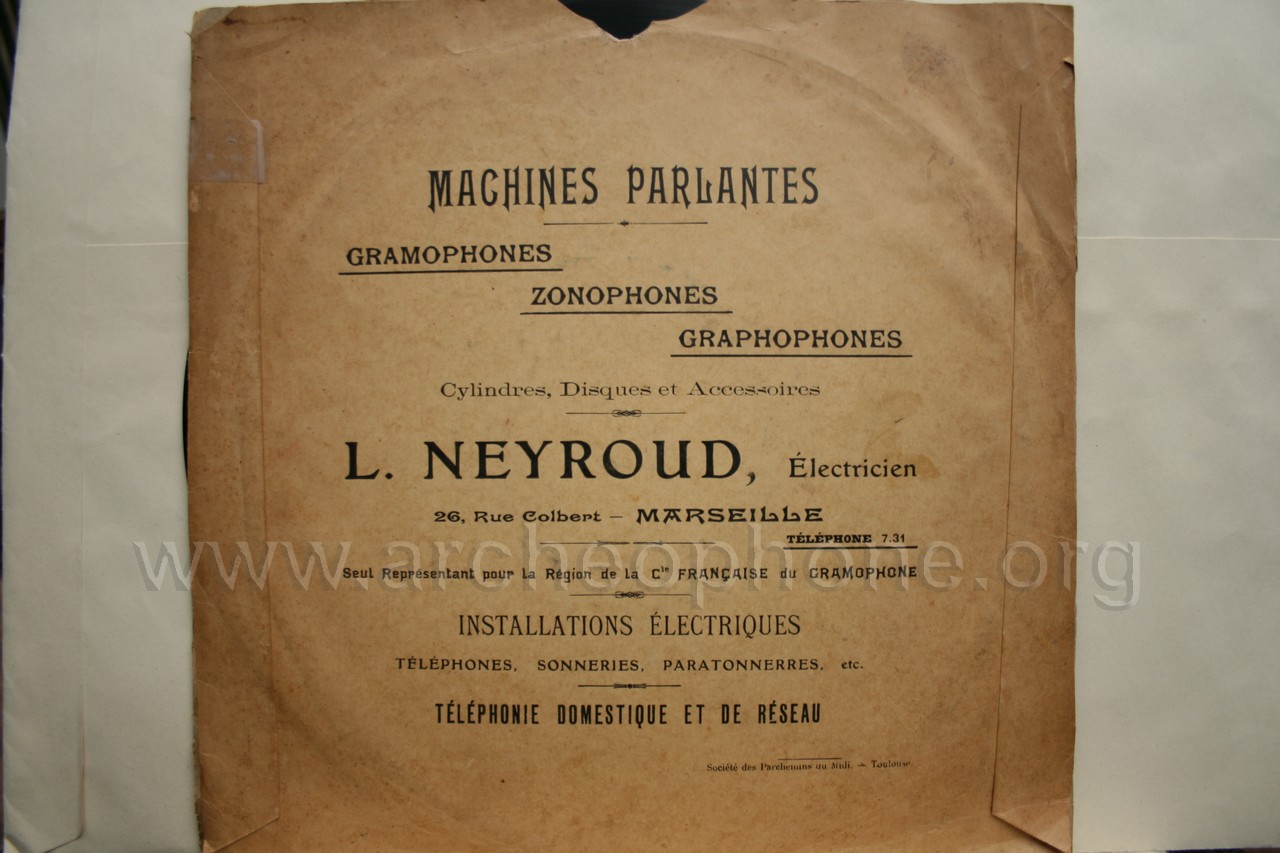 MACHINES PARLANTES
GRAMOPHONES
ZONOPHONES
GRAPHOPHONES
Cylindres, Disques et Accessoires
L. NEYROUD, Électricien
26, Rue Colbert — MARSEILLE
TÉLÉPHONE 7.31
www.archeophone.org
Seul Représentant pour la Région de la Cie FRANÇAISE du GRAMOPHONE
INSTALLATIONS ÉLECTRIQUES
TÉLÉPHONES, SONNERIES, PARATONNERRES, etc.
TÉLÉPHONIE DOMESTIQUE ET DE RÉSEAU
Société des Parchemins du Midi. — Toulouse.